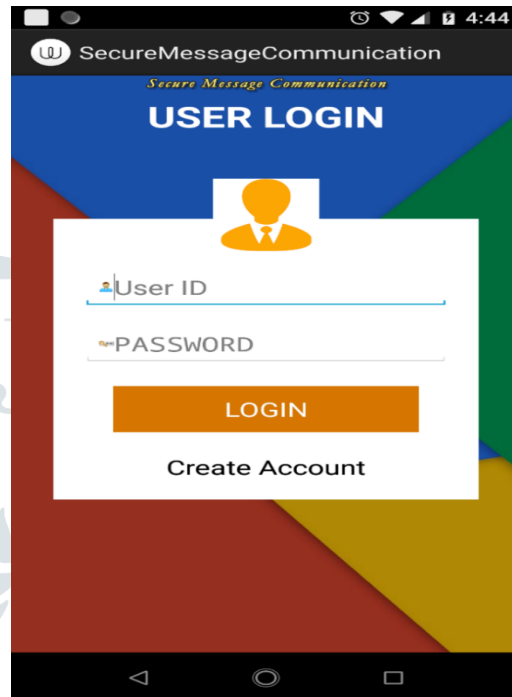 4:44
SecureMessageCommunication
Secure Message Communication
USER LOGIN
User ID
PASSWORD
LOGIN
Create Account